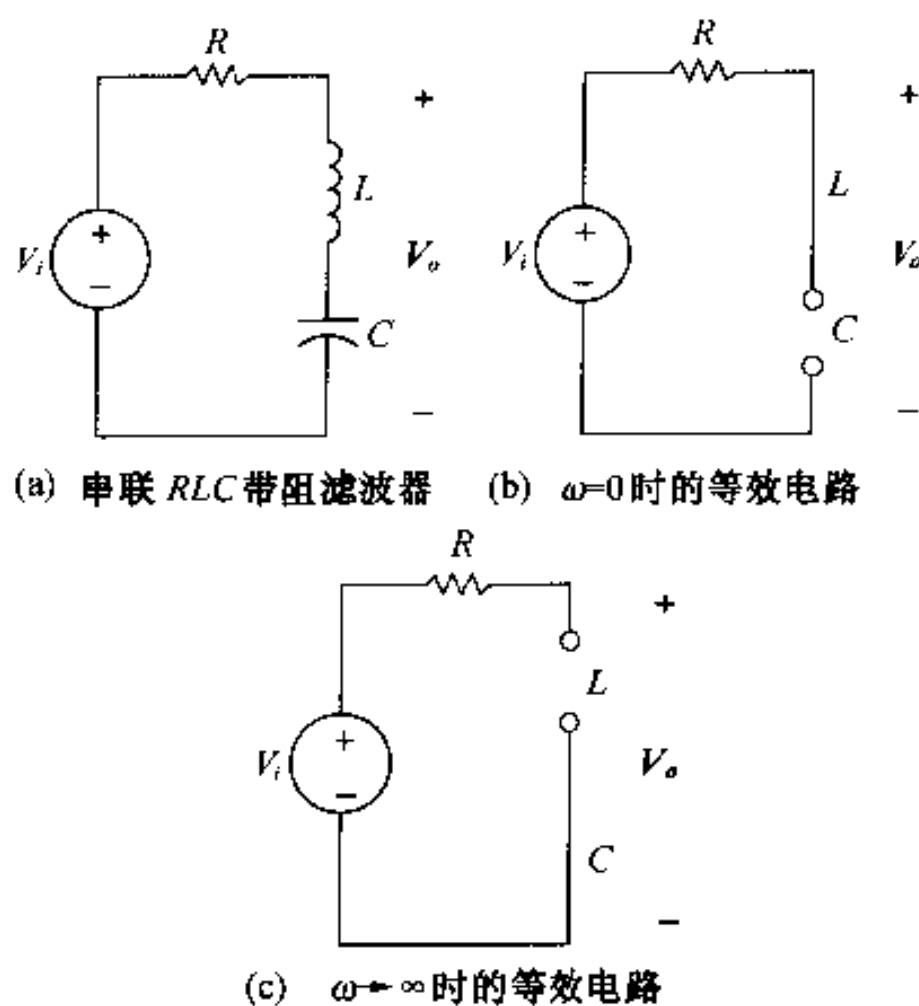 R
R
+
+
L
L
+
+
V_i
V_o
V_i
V_o
−
−
C
C
−
−
(a) 串联 RLC 带阻滤波器
(b) ω=0 时的等效电路
R
+
L
+
V_i
V_o
−
C
−
(c) ω→∞ 时的等效电路